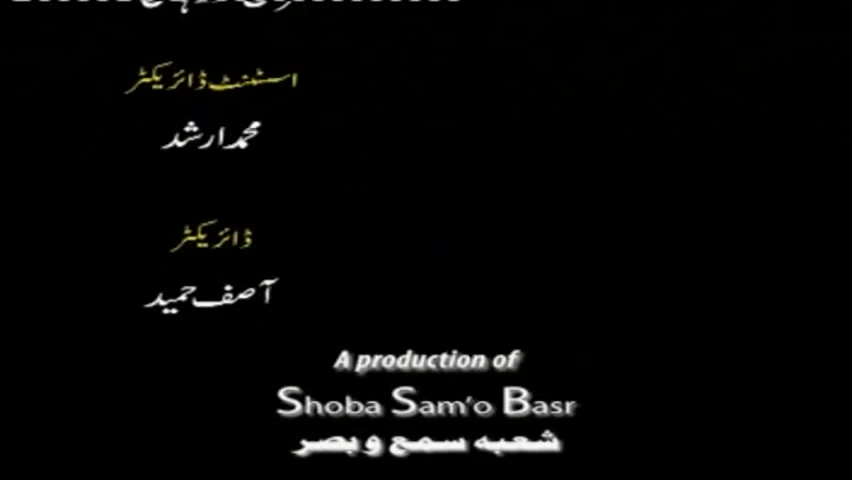 اسسٹنٹ ڈائریکٹر
محمد ارشد
ڈائریکٹر
آصف حمید
A production of
Shoba Sam'o Basr
شعبہ سمع و بصر